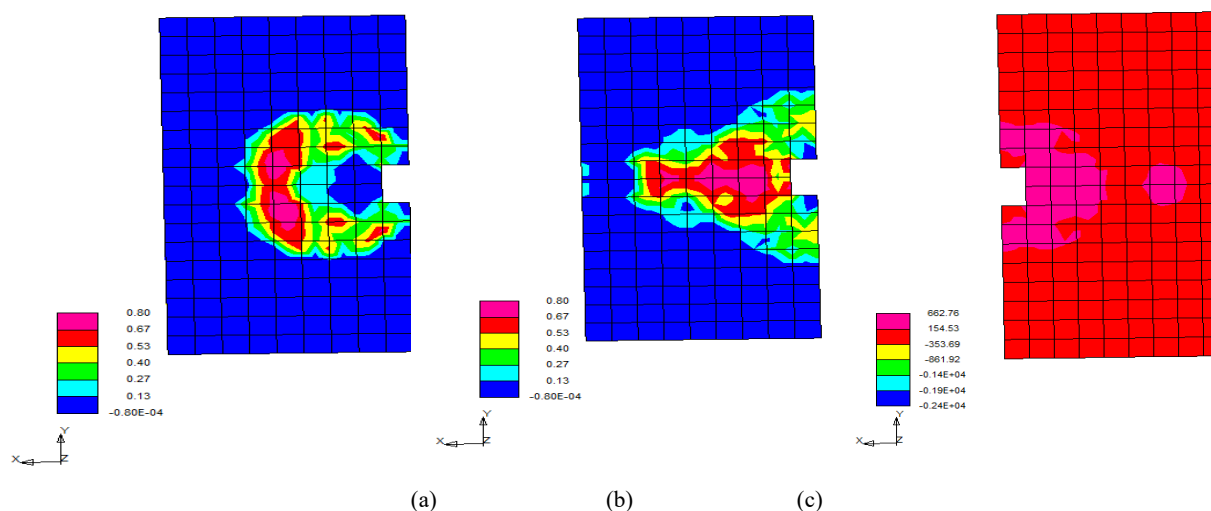 0.80
0.67
0.53
0.40
0.27
0.13
-0.80E-04
Y
X Z
0.80
0.67
0.53
0.40
0.27
0.13
-0.80E-04
Y
X Z
662.76
154.53
-353.69
-861.92
-0.14E+04
-0.19E+04
-0.24E+04
Y
X Z
(a) (b) (c)